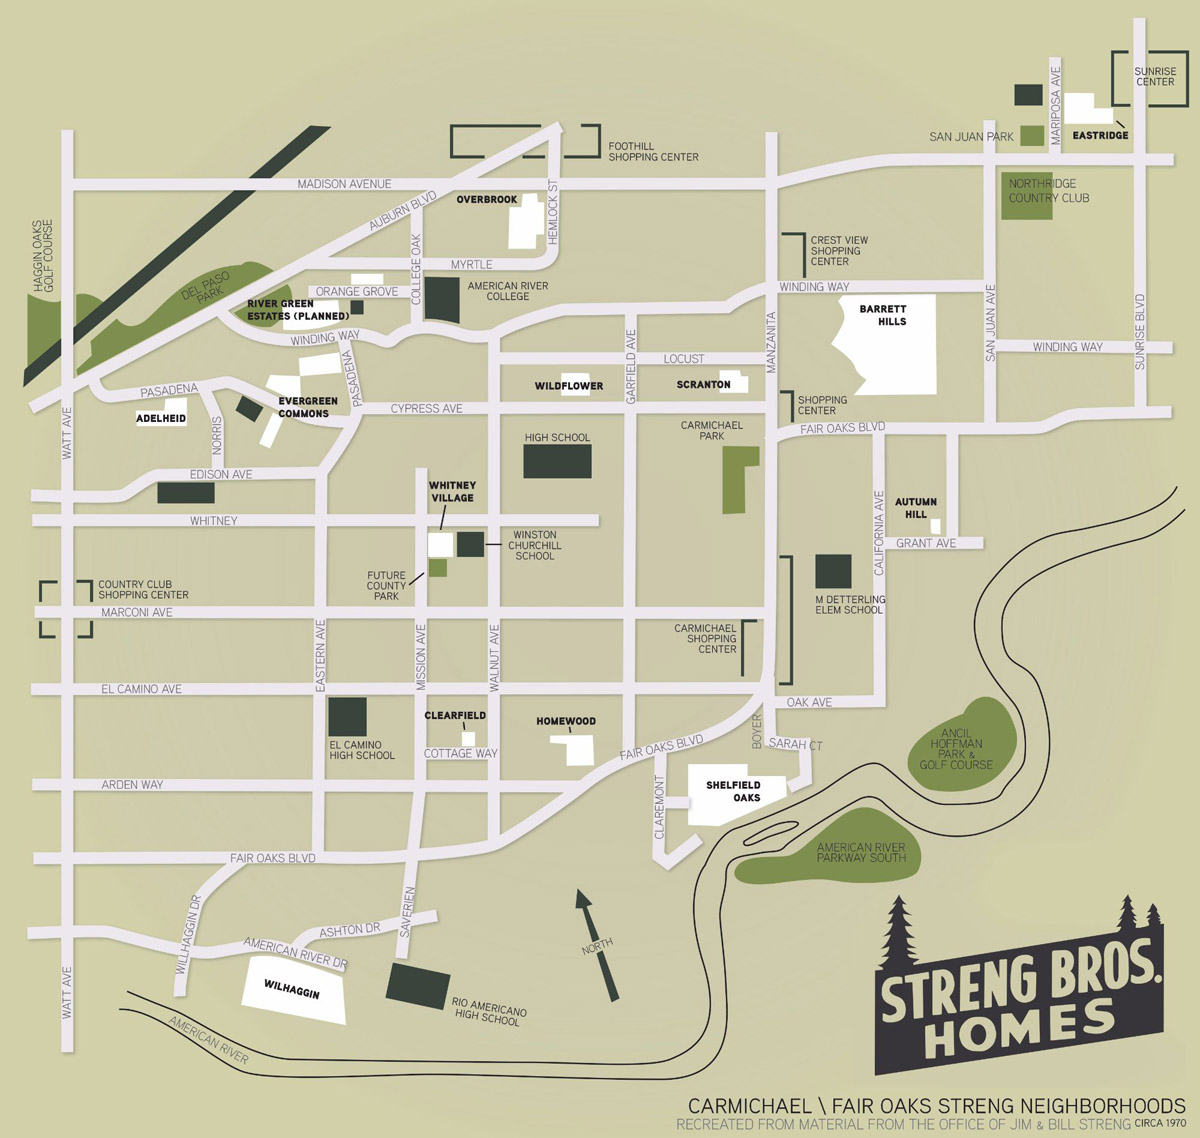 SUNRISE
CENTER
MARIPOSA AVE
SAN JUAN PARK
EASTRIDGE
FOOTHILL
SHOPPING CENTER
MADISON AVENUE
NORTHRIDGE
COUNTRY CLUB
AUBURN BLVD
OVERBROOK
HEMLOCK ST
HAGGIN OAKS
GOLF COURSE
CREST VIEW
SHOPPING
CENTER
COLLEGE OAK
MYRTLE
DEL PASO
PARK
ORANGE GROVE
AMERICAN RIVER
COLLEGE
WINDING WAY
RIVER GREEN
ESTATES (PLANNED)
BARRETT
HILLS
SAN JUAN AVE
SUNRISE BLVD
MANZANITA
WINDING WAY
GARFIELD AVE
LOCUST
WINDING WAY
PASADENA
PASADENA
WILDFLOWER
SCRANTON
EVERGREEN
COMMONS
CYPRESS AVE
SHOPPING
CENTER
ADELHEID
NORRIS
WATT AVE
HIGH SCHOOL
CARMICHAEL
PARK
FAIR OAKS BLVD
EDISON AVE
WHITNEY
VILLAGE
CALIFORNIA AVE
AUTUMN
HILL
WHITNEY
WINSTON
CHURCHILL
SCHOOL
GRANT AVE
FUTURE
COUNTY
PARK
COUNTRY CLUB
SHOPPING CENTER
M DETTERLING
ELEM SCHOOL
MARCONI AVE
CARMICHAEL
SHOPPING
CENTER
EASTERN AVE
MISSION AVE
WALNUT AVE
EL CAMINO AVE
OAK AVE
CLEARFIELD
HOMEWOOD
BOYER
EL CAMINO
HIGH SCHOOL
COTTAGE WAY
FAIR OAKS BLVD
SARAH CT
ANCIL
HOFFMAN
PARK &
GOLF COURSE
ARDEN WAY
SHELFIELD
OAKS
CLAREMONT
FAIR OAKS BLVD
AMERICAN RIVER
PARKWAY SOUTH
WILLHAGGIN DR
SAVERIEN
ASHTON DR
AMERICAN RIVER DR
NORTH
WATT AVE
WILHAGGIN
RIO AMERICANO
HIGH SCHOOL
AMERICAN RIVER
STRENG BROS.
HOMES
CARMICHAEL \ FAIR OAKS STRENG NEIGHBORHOODS
RECREATED FROM MATERIAL FROM THE OFFICE OF JIM & BILL STRENG CIRCA 1970